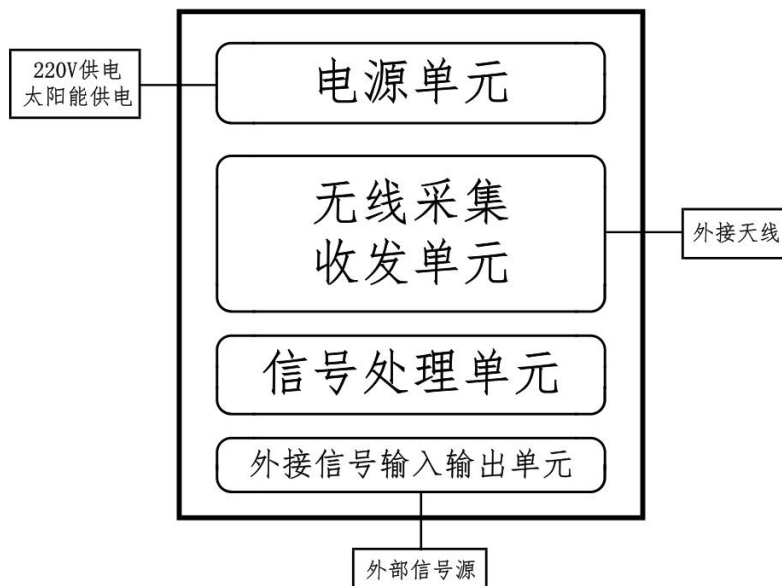 220V供电
太阳能供电
电源单元
无线采集
收发单元
外接天线
信号处理单元
外接信号输入输出单元
外部信号源